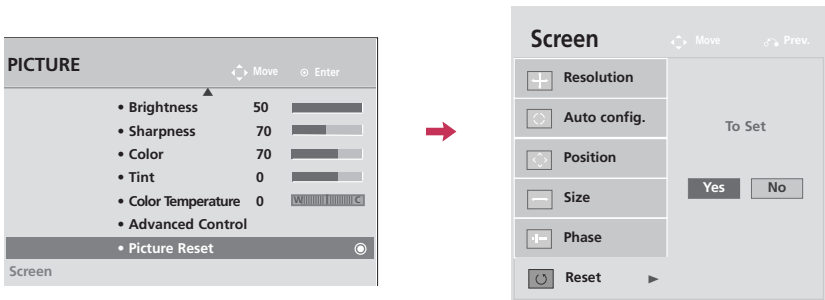 PICTURE
Move Enter
• Brightness 50
• Sharpness 70
• Color 70
• Tint 0
• Color Temperature 0 W C
• Advanced Control
• Picture Reset
Screen
Screen
Move Prev.
Resolution
Auto config.
Position
Size
Phase
Reset
To Set
Yes No